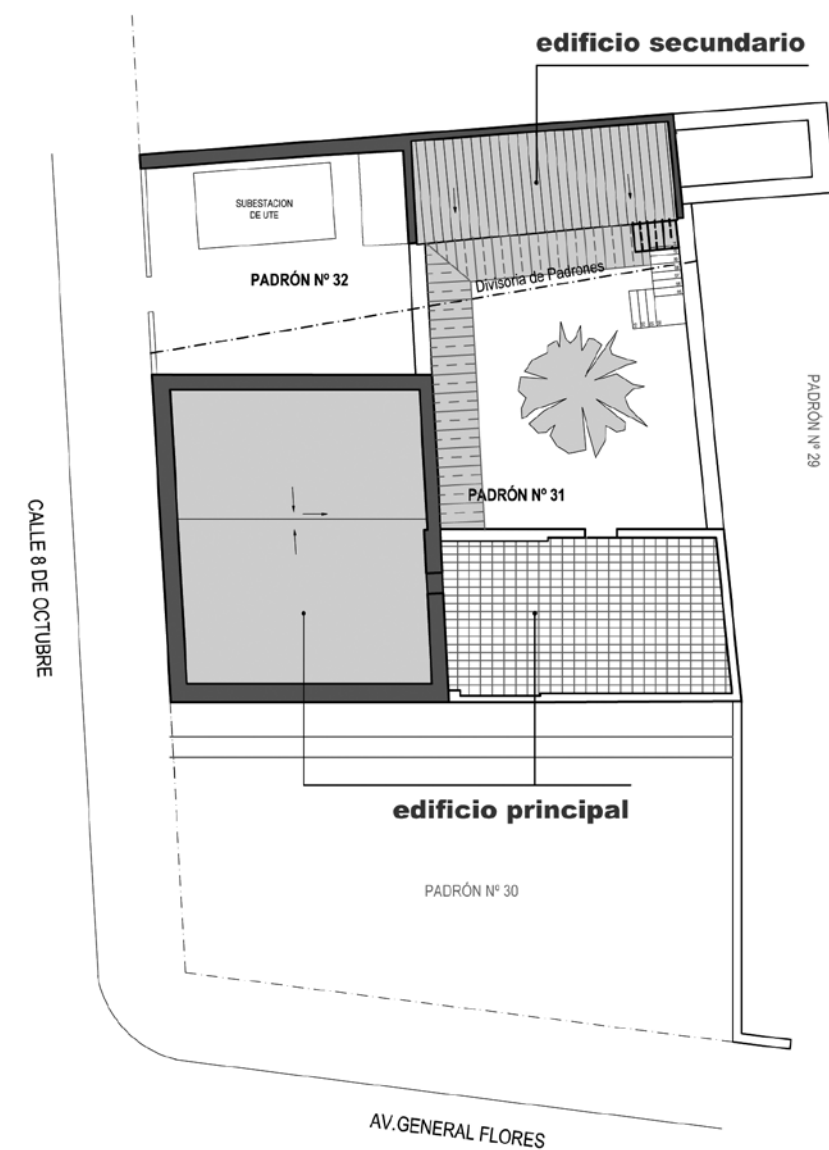 edificio secundario
SUBESTACION
DE UTE
PADRÓN Nº 32
Divisoria de Padrones
PADRÓN Nº 29
PADRÓN Nº 31
CALLE 8 DE OCTUBRE
edificio principal
PADRÓN Nº 30
AV.GENERAL FLORES